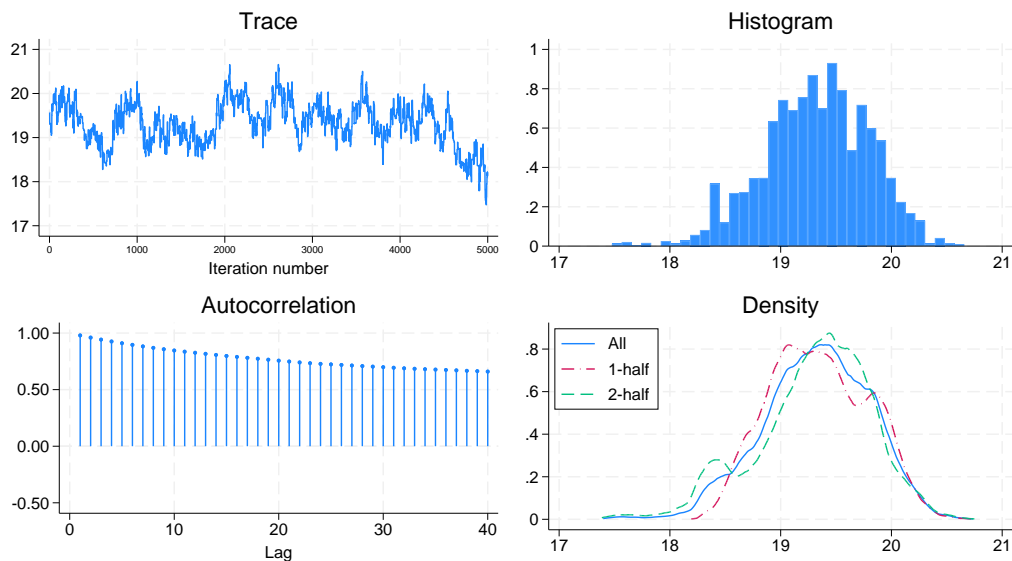 Trace
21
20
19
18
17
0 1000 2000 3000 4000 5000
Iteration number
Histogram
1
.8
.6
.4
.2
0
17 18 19 20 21
Autocorrelation
1.00
0.50
0.00
-0.50
0 10 20 30 40
Lag
Density
All
1-half
2-half
.8
.6
.4
.2
0
17 18 19 20 21